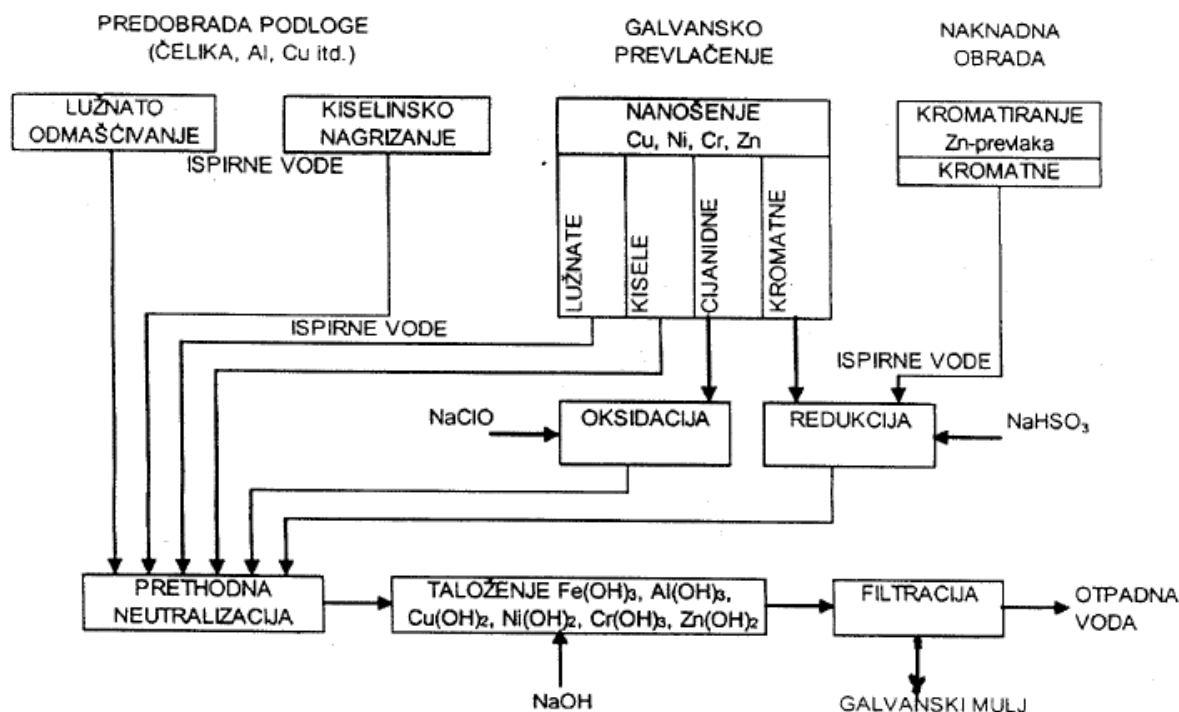 PREDOBRADA PODLOGE
(ČELIKA, Al, Cu itd.)
GALVANSKO
PREVLAČENJE
NAKNADNA
OBRADA
LUŽNATO
ODMAŠĆIVANJE
KISELINSKO
NAGRIZANJE
ISPIRNE VODE
NANOŠENJE
Cu, Ni, Cr, Zn
LUŽNATE
KISELE
CIJANIDNE
KROMATNE
KROMATIRANJE
Zn-prevlaka
KROMATNE
ISPIRNE VODE
ISPIRNE VODE
NaClO
OKSIDACIJA
REDUKCIJA
NaHSO₃
PRETHODNA
NEUTRALIZACIJA
TALOŽENJE Fe(OH)₃, Al(OH)₃,
Cu(OH)₂, Ni(OH)₂, Cr(OH)₃, Zn(OH)₂
FILTRACIJA
OTPADNA
VODA
NaOH
GALVANSKI MULJ